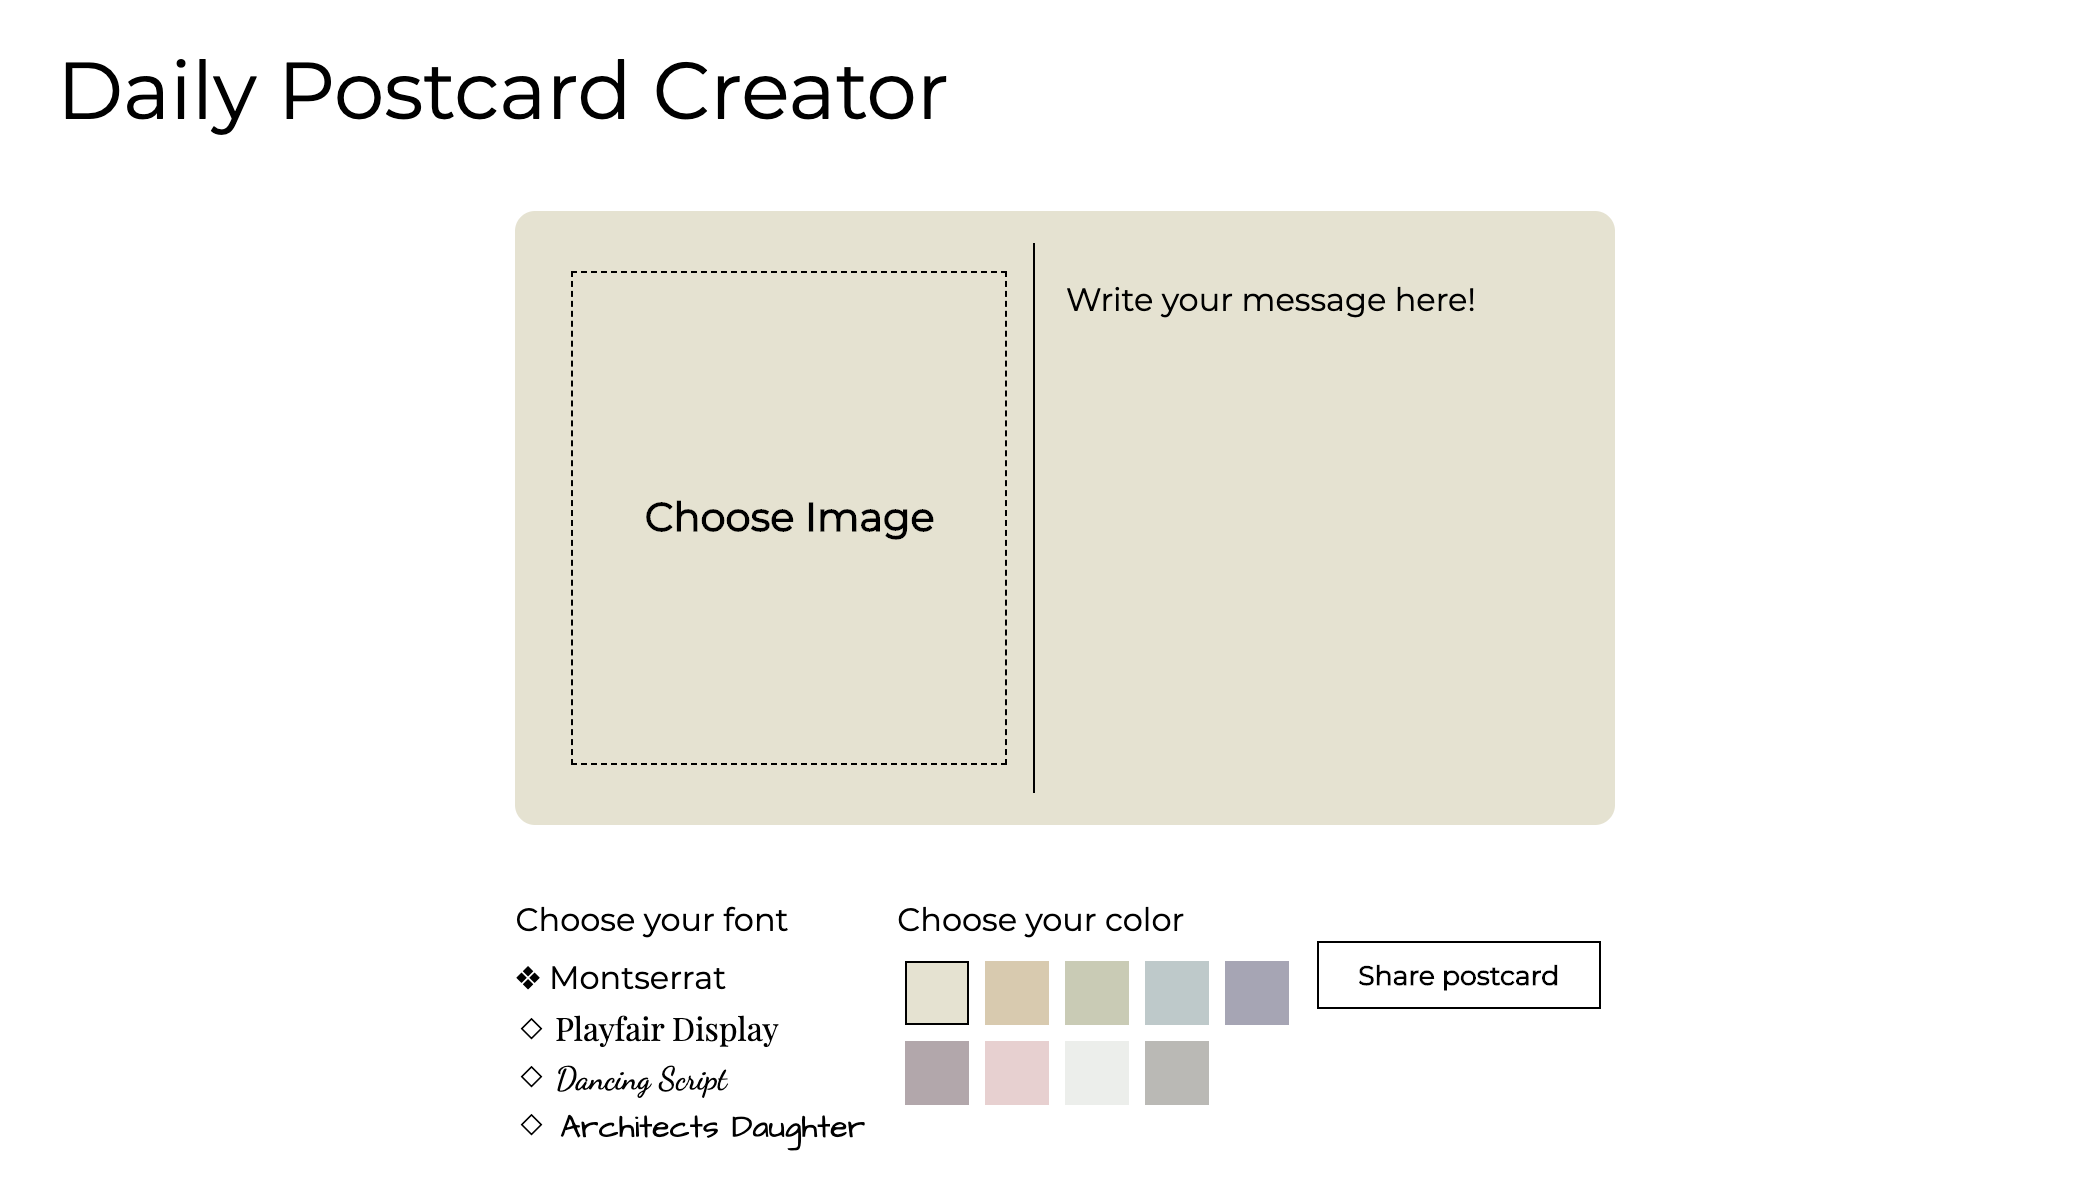 Daily Postcard Creator
Choose Image
Write your message here!
Choose your font
❖ Montserrat
◇ Playfair Display
◇ Dancing Script
◇ Architects Daughter
Choose your color
Share postcard